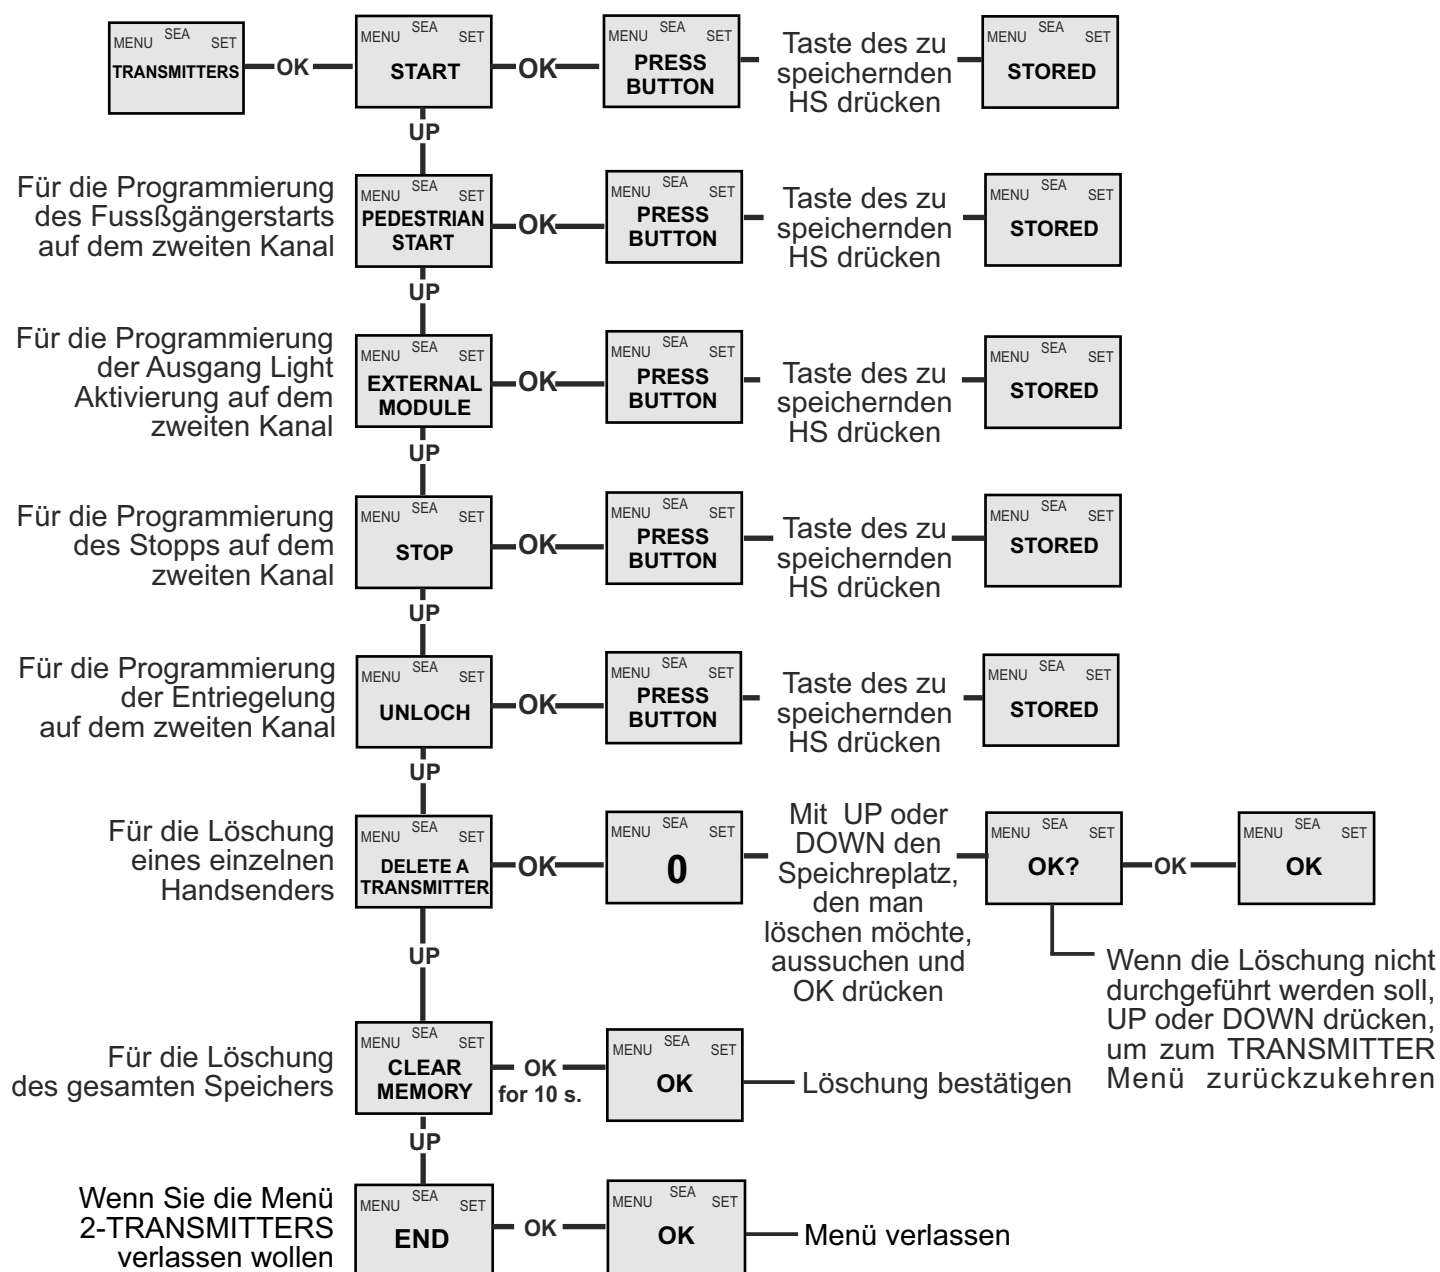 MENU SEA SET
TRANSMITTERS
OK
MENU SEA SET
START
OK
MENU SEA SET
PRESS
BUTTON
Taste des zu
speichernden
HS drücken
MENU SEA SET
STORED
UP
Für die Programmierung
des Fussßgängerstarts
auf dem zweiten Kanal
MENU SEA SET
PEDESTRIAN
START
OK
MENU SEA SET
PRESS
BUTTON
Taste des zu
speichernden
HS drücken
MENU SEA SET
STORED
UP
Für die Programmierung
der Ausgang Light
Aktivierung auf dem
zweiten Kanal
MENU SEA SET
EXTERNAL
MODULE
OK
MENU SEA SET
PRESS
BUTTON
Taste des zu
speichernden
HS drücken
MENU SEA SET
STORED
UP
Für die Programmierung
des Stopps auf dem
zweiten Kanal
MENU SEA SET
STOP
OK
MENU SEA SET
PRESS
BUTTON
Taste des zu
speichernden
HS drücken
MENU SEA SET
STORED
UP
Für die Programmierung
der Entriegelung
auf dem zweiten Kanal
MENU SEA SET
UNLOCH
OK
MENU SEA SET
PRESS
BUTTON
Taste des zu
speichernden
HS drücken
MENU SEA SET
STORED
UP
Für die Löschung
eines einzelnen
Handsenders
MENU SEA SET
DELETE A
TRANSMITTER
OK
MENU SEA SET
0
Mit UP oder
DOWN den
Speichreplatz,
den man
löschen möchte,
aussuchen und
OK drücken
MENU SEA SET
OK?
OK
MENU SEA SET
OK
Wenn die Löschung nicht
durchgeführt werden soll,
UP oder DOWN drücken,
um zum TRANSMITTER
Menü zurückzukehren
UP
Für die Löschung
des gesamten Speichers
MENU SEA SET
CLEAR
MEMORY
OK
for 10 s.
MENU SEA SET
OK
Löschung bestätigen
UP
Wenn Sie die Menü
2-TRANSMITTERS
verlassen wollen
MENU SEA SET
END
OK
MENU SEA SET
OK
Menü verlassen